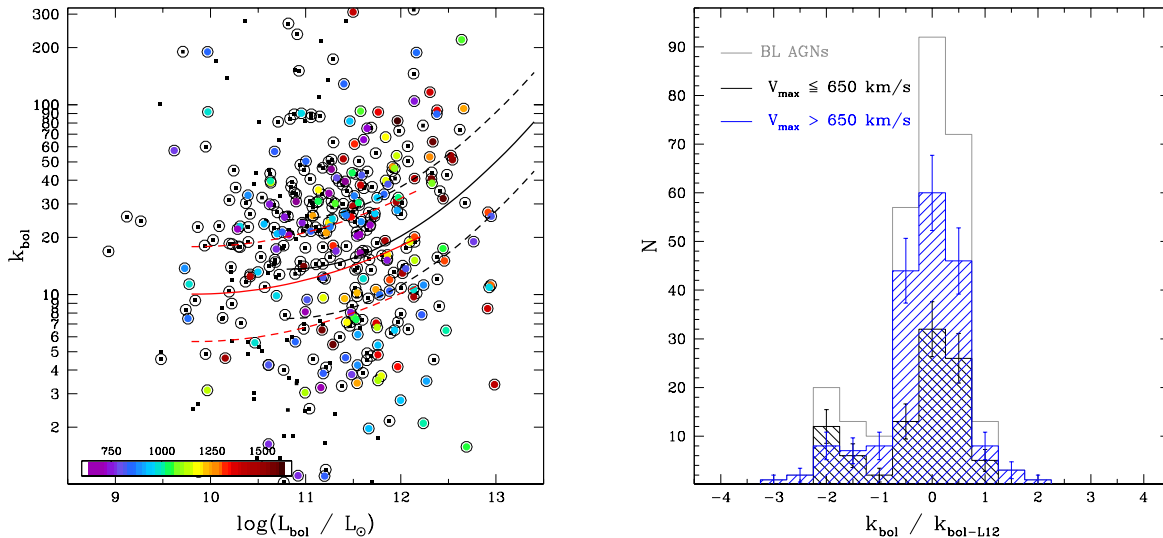 300
200
100
80
60
50
40
30
20
10
9
8
7
6
5
4
3
2
k_bol
750 1000 1250 1500
9 10 11 12 13
log(L_bol / L_⊙)
BL AGNs
V_max ≦ 650 km/s
V_max > 650 km/s
90
80
70
60
50
40
30
20
10
N
-4 -3 -2 -1 0 1 2 3 4
k_bol / k_bol-L12